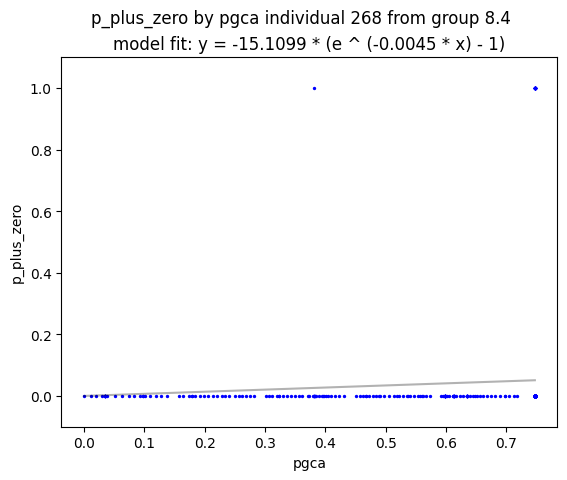 p_plus_zero by pgca individual 268 from group 8.4
model fit: y = -15.1099 * (e ^ (-0.0045 * x) - 1)
1.0
0.8
0.6
0.4
0.2
0.0
p_plus_zero
0.0 0.1 0.2 0.3 0.4 0.5 0.6 0.7
pgca